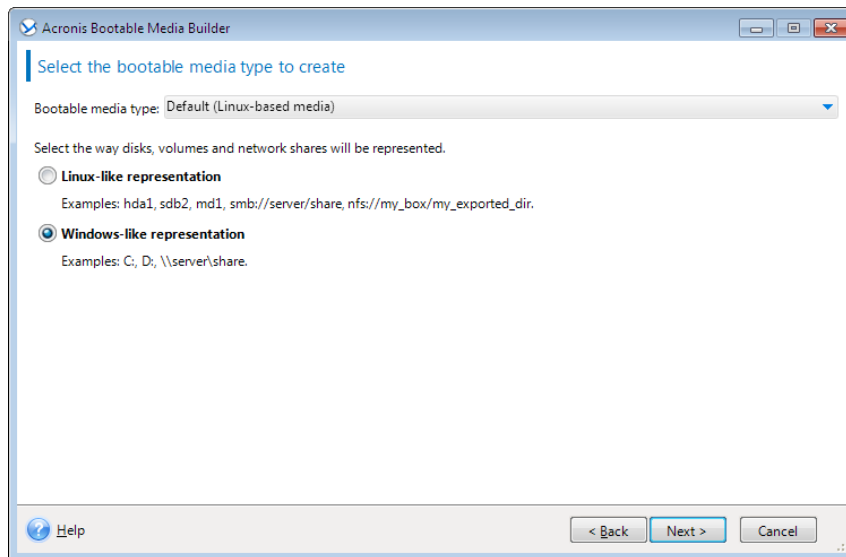 Acronis Bootable Media Builder
Select the bootable media type to create
Bootable media type: Default (Linux-based media)
Select the way disks, volumes and network shares will be represented.
Linux-like representation
Examples: hda1, sdb2, md1, smb://server/share, nfs://my_box/my_exported_dir.
Windows-like representation
Examples: C:, D:, \\server\share.
Help
< Back Next > Cancel